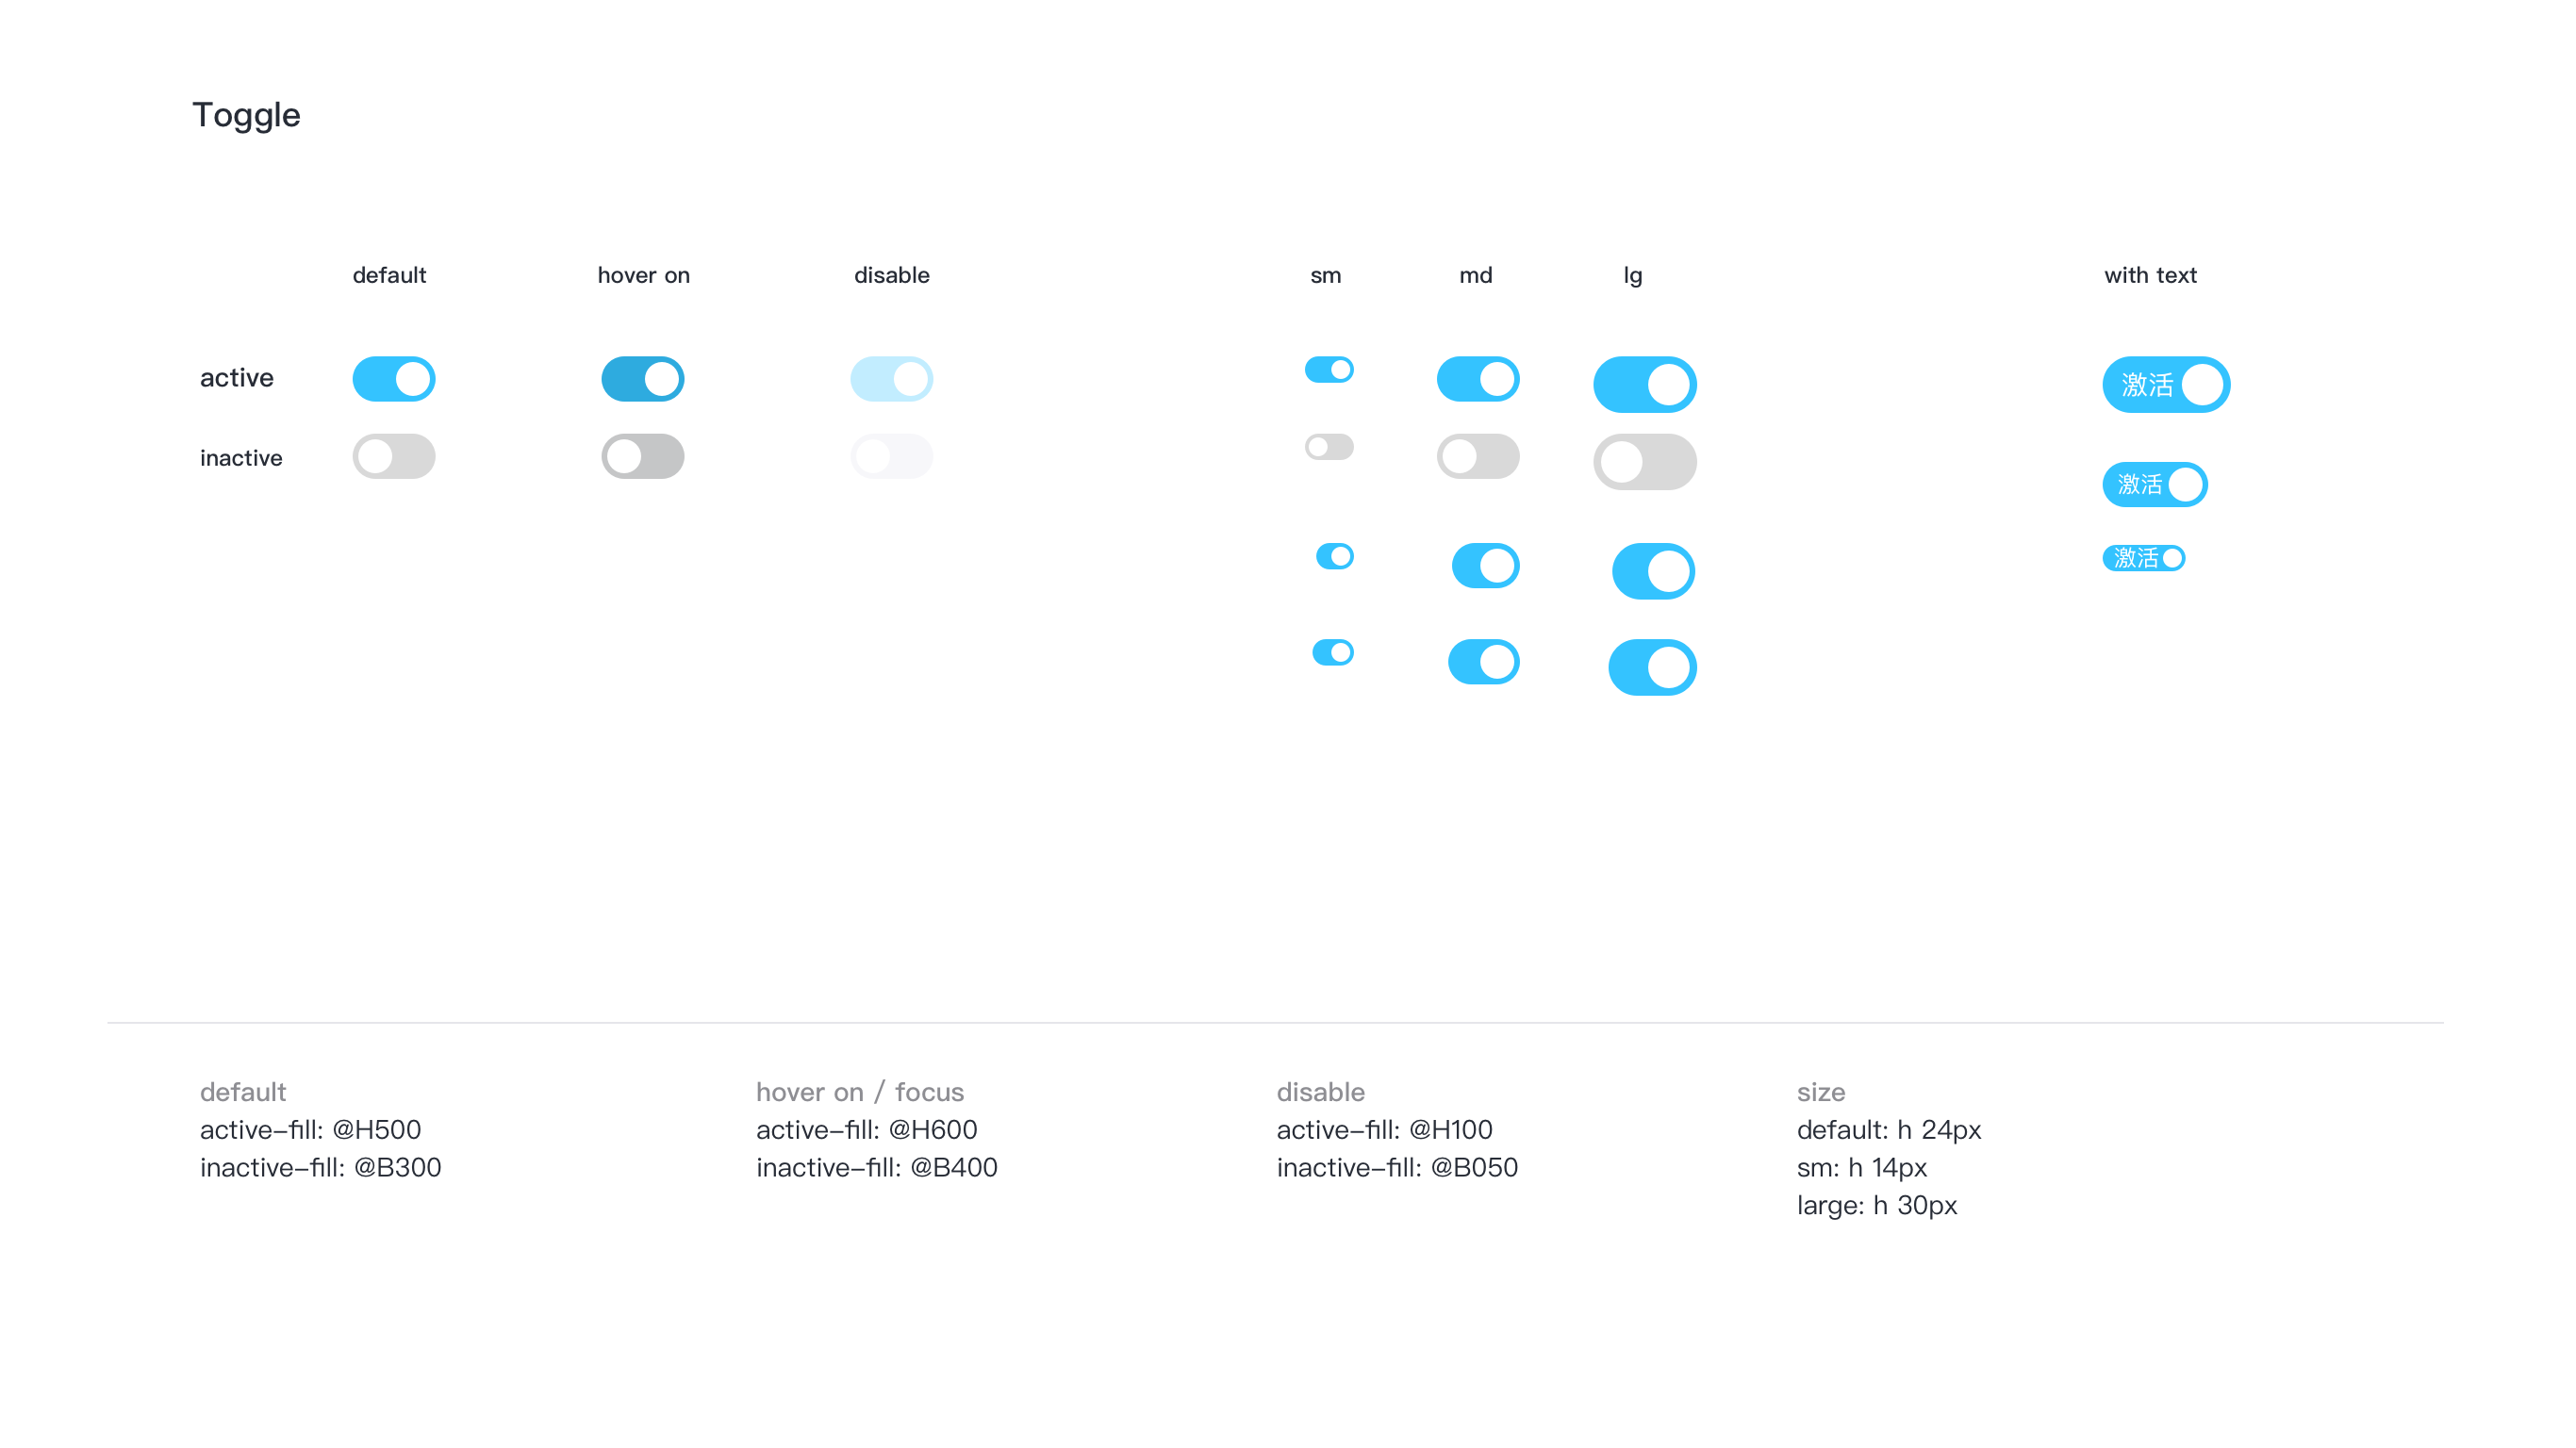 Toggle
default
hover on
disable
sm
md
lg
with text
active
激活
inactive
激活
激活
default
active-fill: @H500
inactive-fill: @B300
hover on / focus
active-fill: @H600
inactive-fill: @B400
disable
active-fill: @H100
inactive-fill: @B050
size
default: h 24px
sm: h 14px
large: h 30px